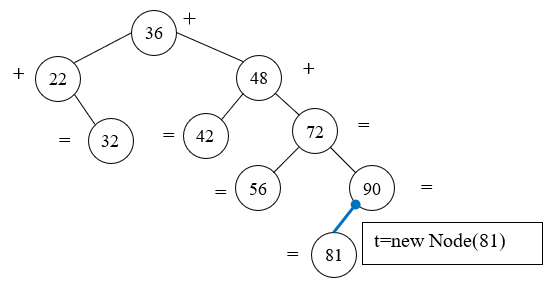 36 +
+ 22 48 +
= 32 = 42 72 =
= 56 90 =
t=new Node(81)
= 81